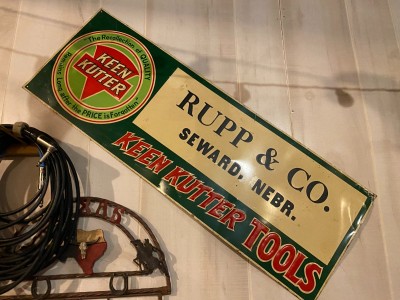 "The Recollection of QUALITY
KEEN
KUTTER
Remains Long After the PRICE is Forgotten"
RUPP & CO.
SEWARD, NEBR.
KEEN KUTTER TOOLS